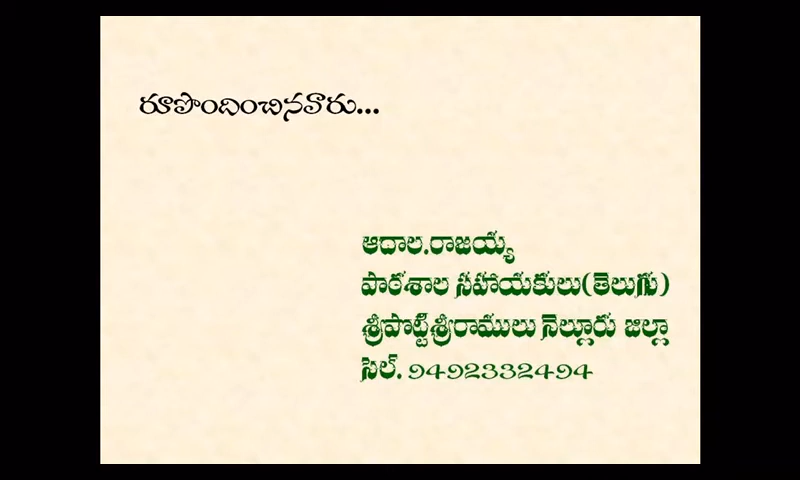 రూపొందించినవారు...
ఆదాల.రాజయ్య
పాఠశాల సహాయకులు(తెలుగు)
శ్రీపొట్టిశ్రీరాములు నెల్లూరు జిల్లా
సెల్. 9492332494